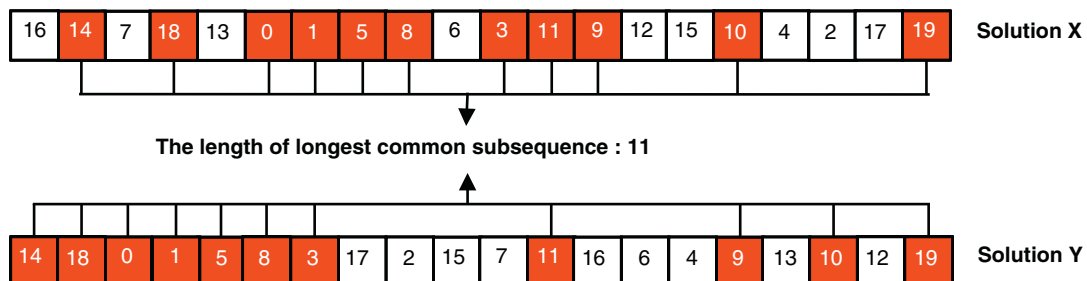 16 14 7 18 13 0 1 5 8 6 3 11 9 12 15 10 4 2 17 19 Solution X
The length of longest common subsequence : 11
14 18 0 1 5 8 3 17 2 15 7 11 16 6 4 9 13 10 12 19 Solution Y